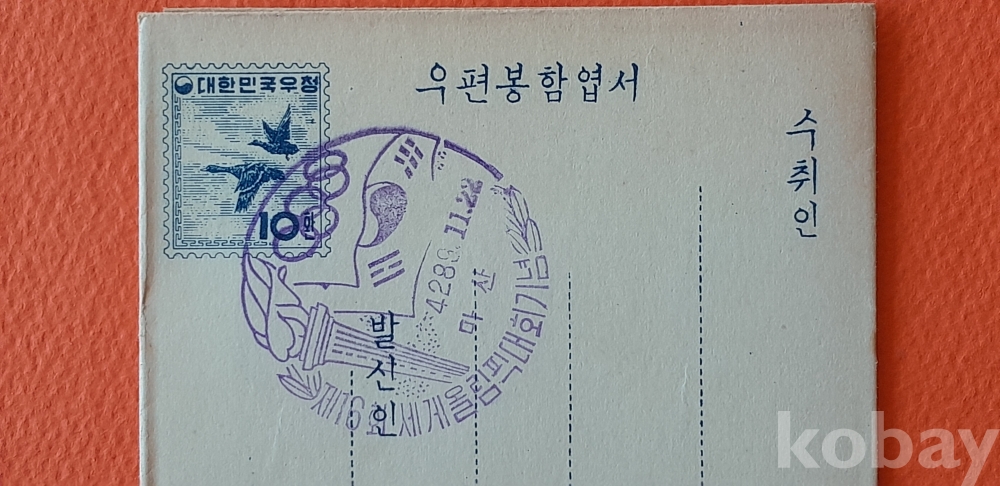 대한민국우정
10환
우편봉함엽서
수취인
발신인
4289.11.22
마산
제16회 세계올림픽대회기념
kobay